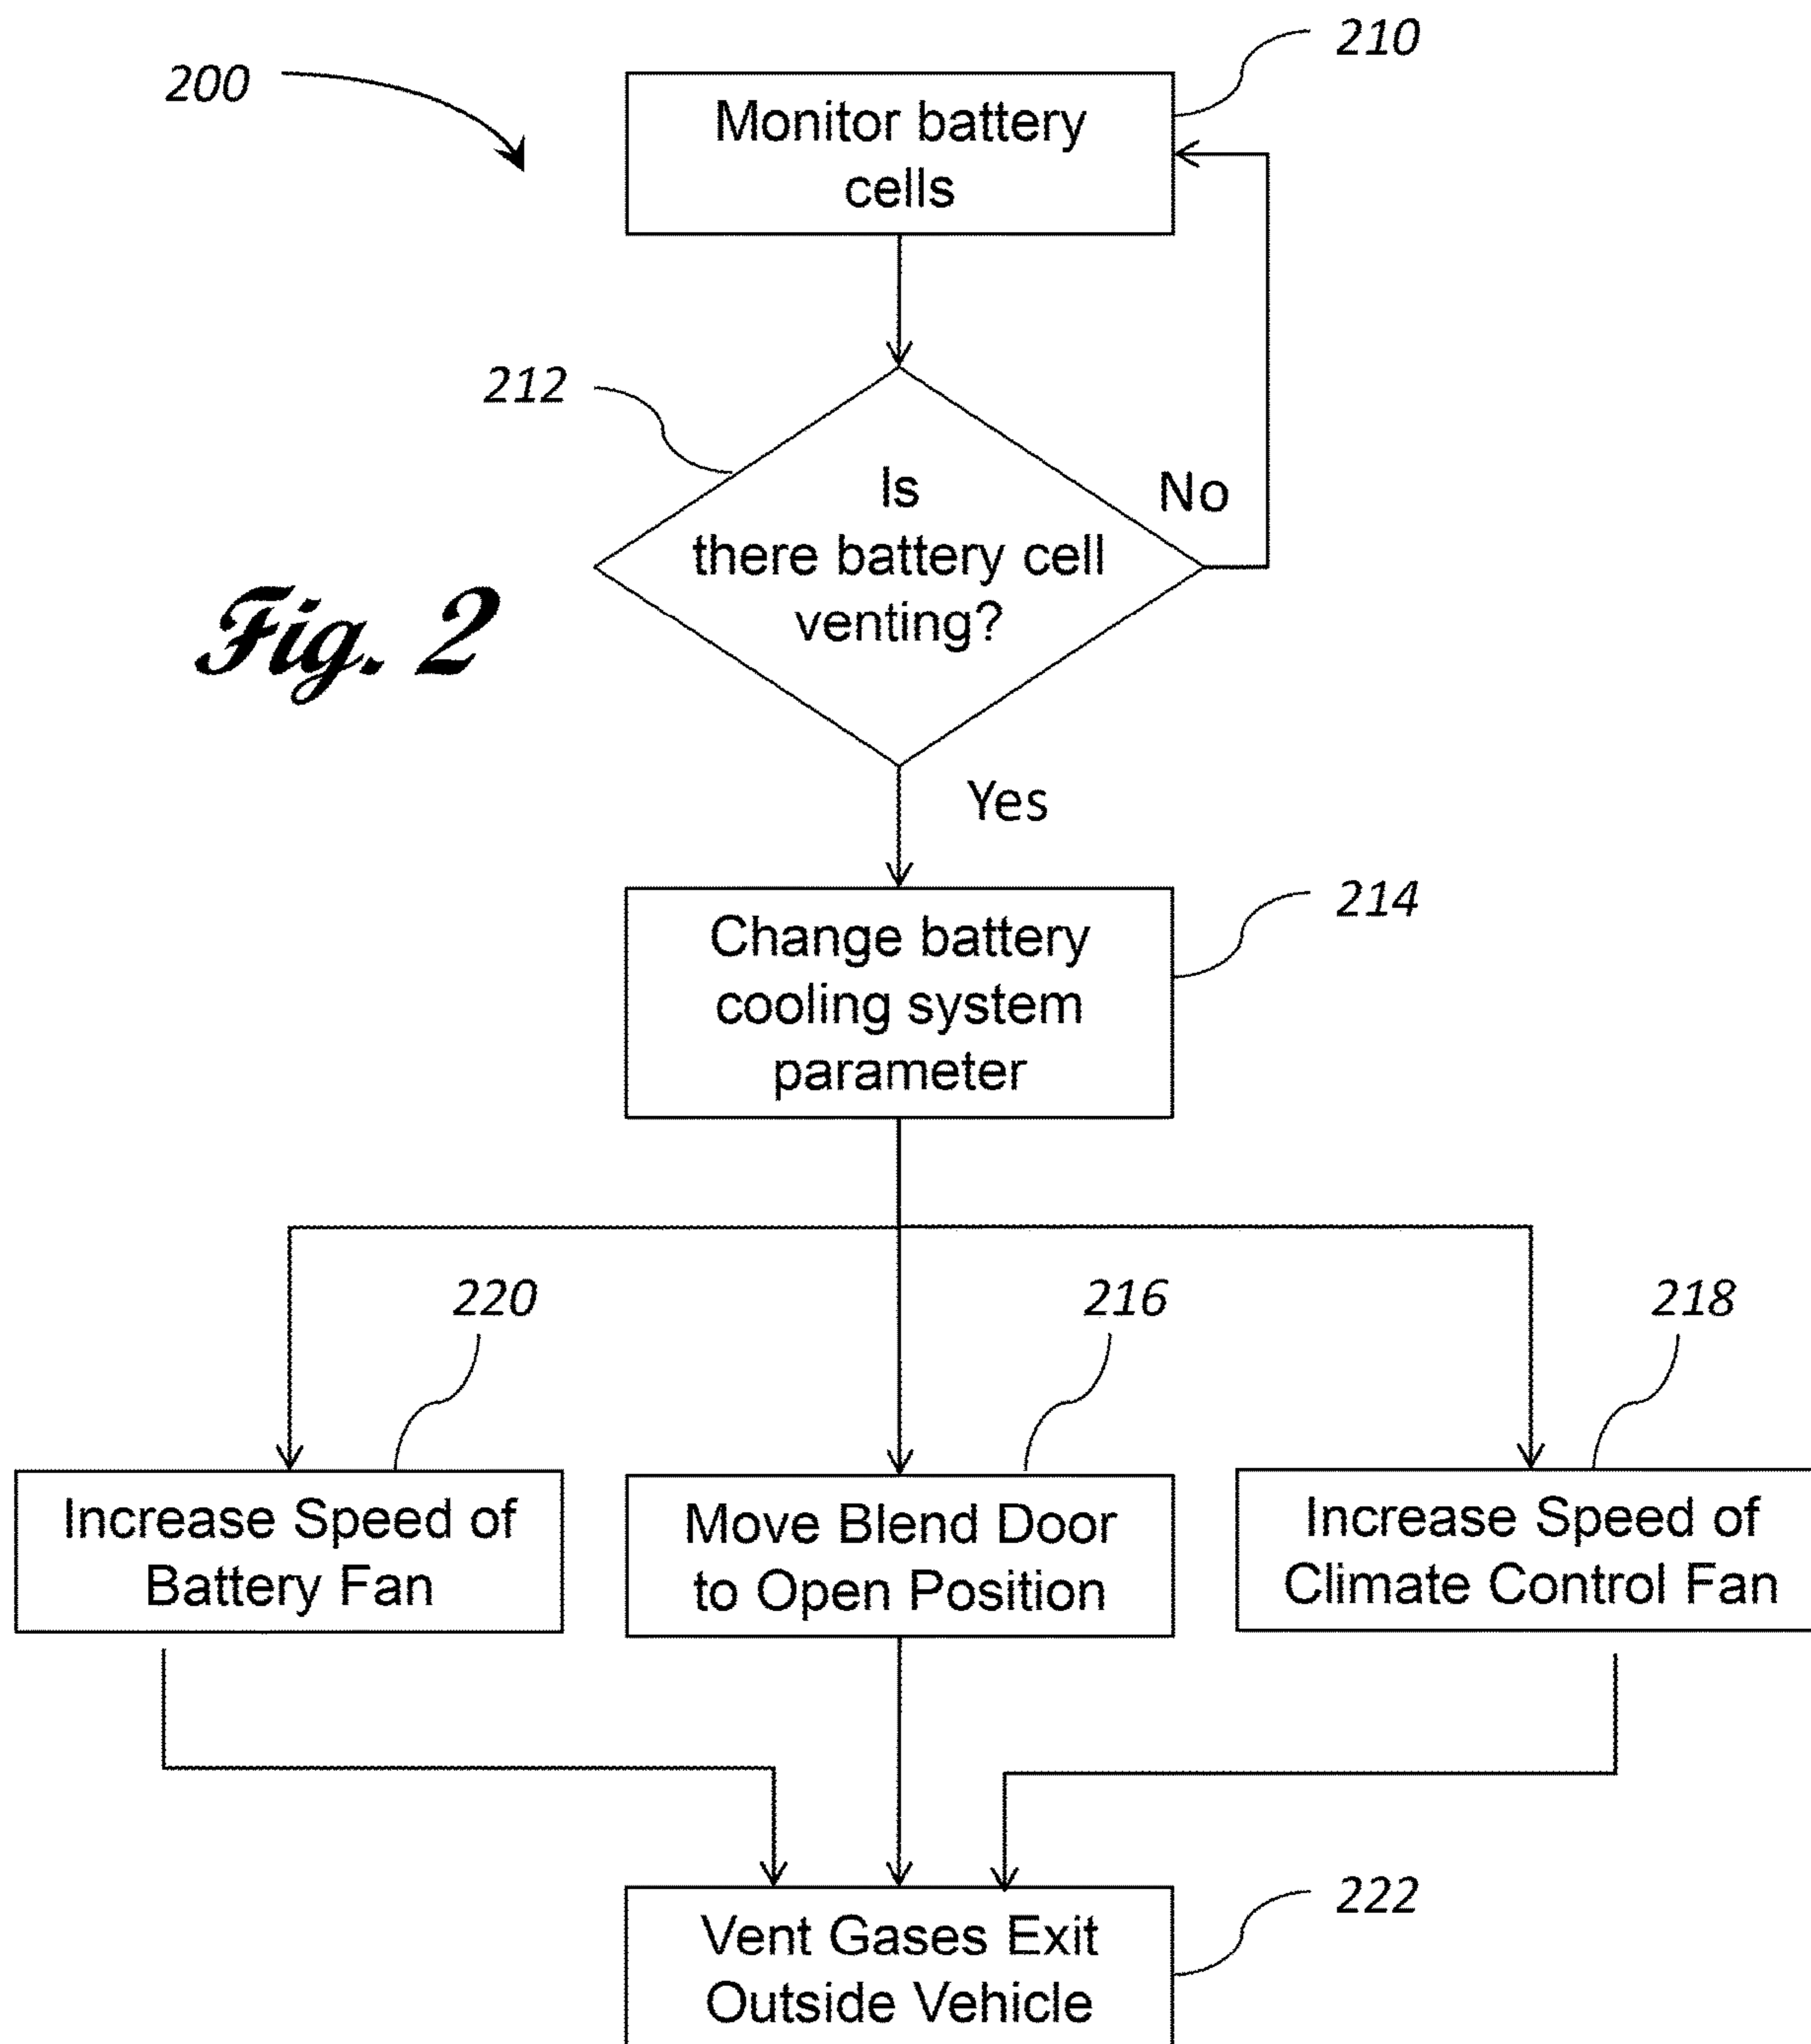 200
210
Monitor battery
cells
212
Is
there battery cell
venting?
No
Fig. 2
Yes
214
Change battery
cooling system
parameter
220
216
218
Increase Speed of
Battery Fan
Move Blend Door
to Open Position
Increase Speed of
Climate Control Fan
222
Vent Gases Exit
Outside Vehicle